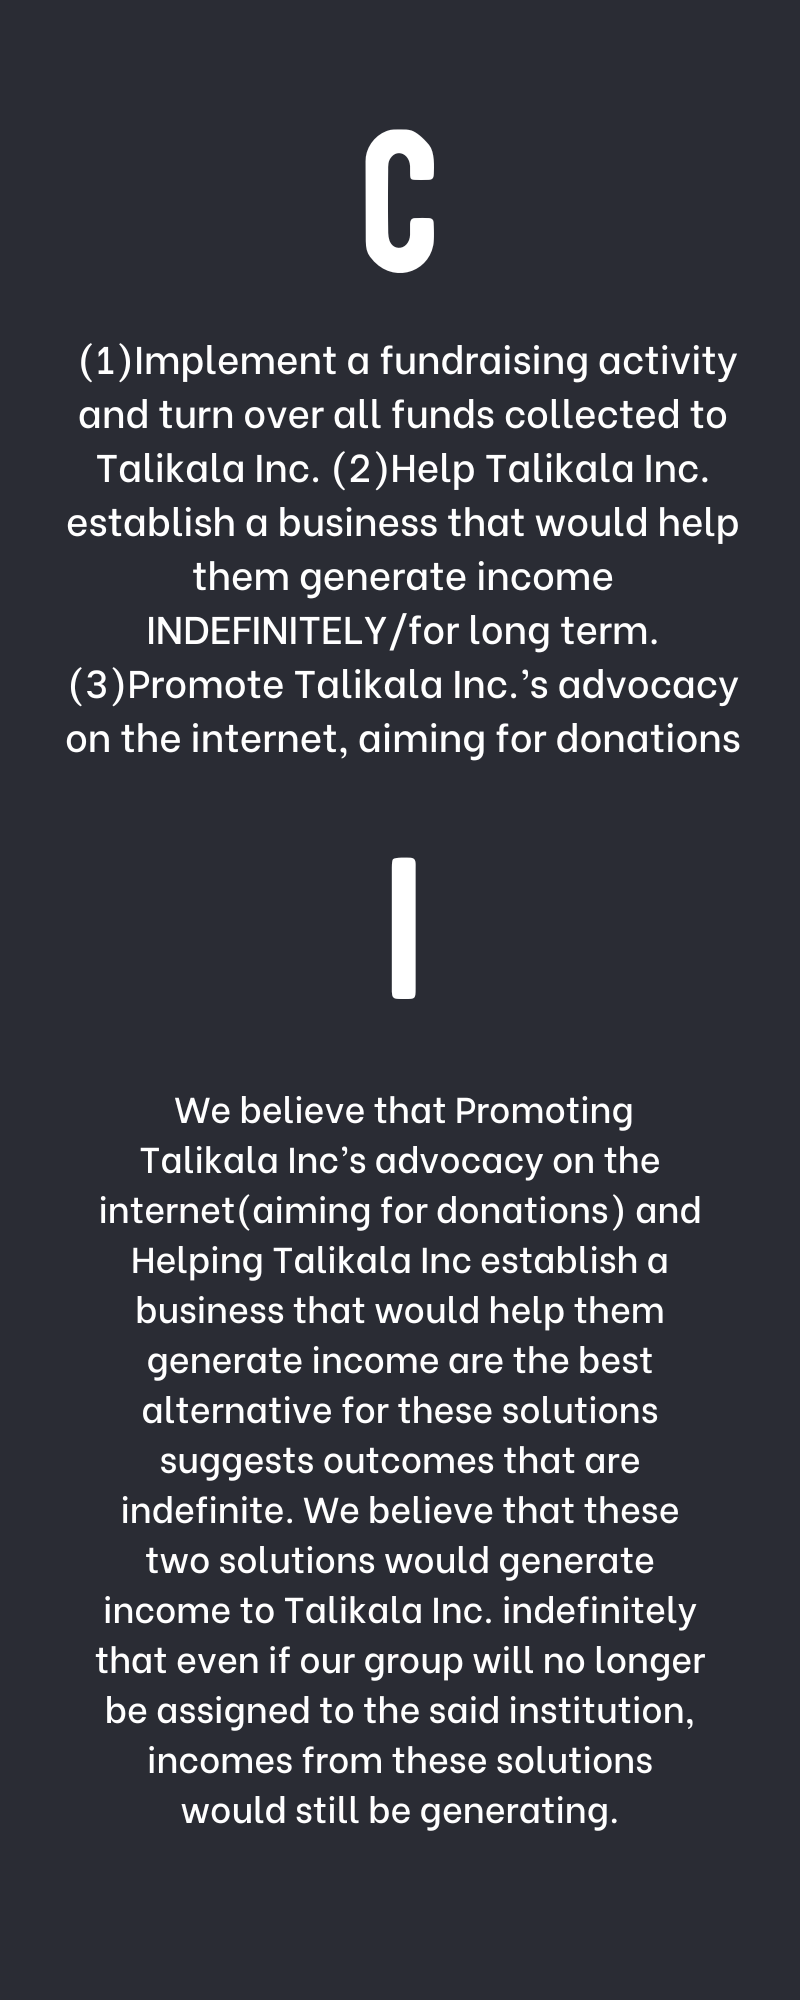 C
(1)Implement a fundraising activity
and turn over all funds collected to
Talikala Inc. (2)Help Talikala Inc.
establish a business that would help
them generate income
INDEFINITELY/for long term.
(3)Promote Talikala Inc.’s advocacy
on the internet, aiming for donations
I
We believe that Promoting
Talikala Inc’s advocacy on the
internet(aiming for donations) and
Helping Talikala Inc establish a
business that would help them
generate income are the best
alternative for these solutions
suggests outcomes that are
indefinite. We believe that these
two solutions would generate
income to Talikala Inc. indefinitely
that even if our group will no longer
be assigned to the said institution,
incomes from these solutions
would still be generating.